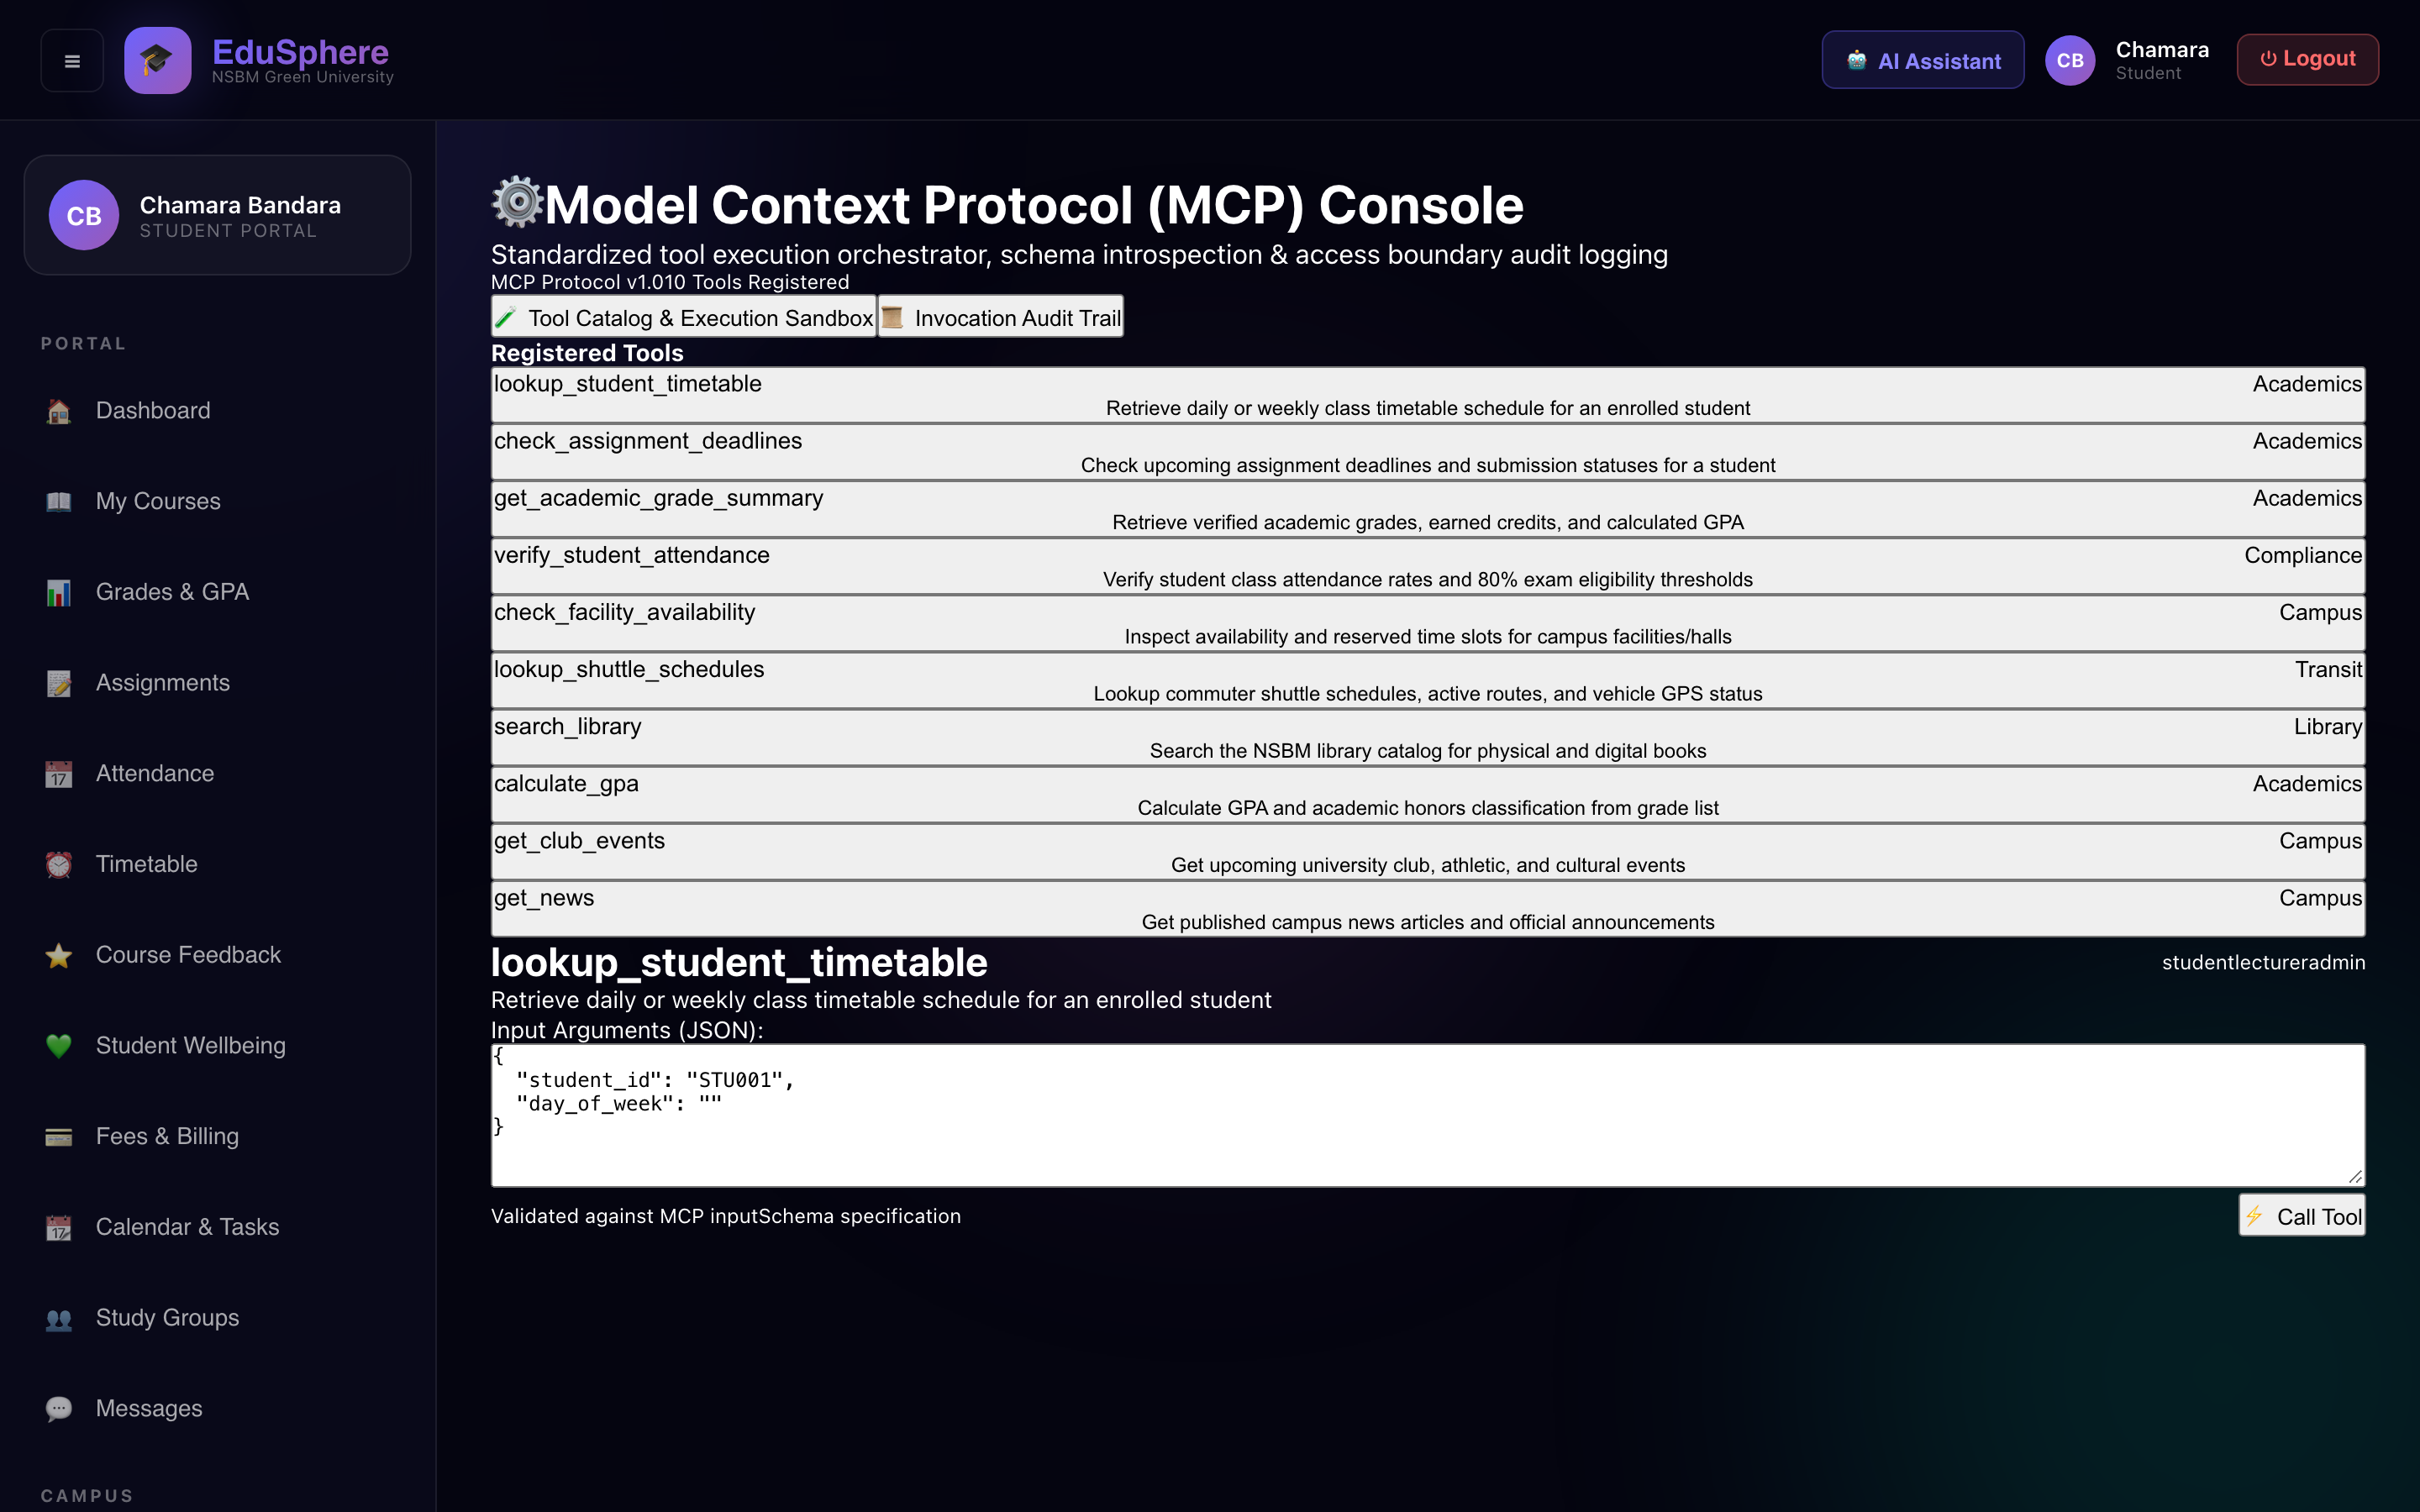 EduSphere
NSBM Green University
AI Assistant
CB
Chamara
Student
Logout
CB
Chamara Bandara
STUDENT PORTAL
PORTAL
Dashboard
My Courses
Grades & GPA
Assignments
Attendance
Timetable
Course Feedback
Student Wellbeing
Fees & Billing
Calendar & Tasks
Study Groups
Messages
CAMPUS
Model Context Protocol (MCP) Console
Standardized tool execution orchestrator, schema introspection & access boundary audit logging
MCP Protocol v1.010 Tools Registered
Tool Catalog & Execution Sandbox
Invocation Audit Trail
Registered Tools
lookup_student_timetable Academics
Retrieve daily or weekly class timetable schedule for an enrolled student
check_assignment_deadlines Academics
Check upcoming assignment deadlines and submission statuses for a student
get_academic_grade_summary Academics
Retrieve verified academic grades, earned credits, and calculated GPA
verify_student_attendance Compliance
Verify student class attendance rates and 80% exam eligibility thresholds
check_facility_availability Campus
Inspect availability and reserved time slots for campus facilities/halls
lookup_shuttle_schedules Transit
Lookup commuter shuttle schedules, active routes, and vehicle GPS status
search_library Library
Search the NSBM library catalog for physical and digital books
calculate_gpa Academics
Calculate GPA and academic honors classification from grade list
get_club_events Campus
Get upcoming university club, athletic, and cultural events
get_news Campus
Get published campus news articles and official announcements
lookup_student_timetable studentlectureradmin
Retrieve daily or weekly class timetable schedule for an enrolled student
Input Arguments (JSON):
{
"student_id": "STU001",
"day_of_week": ""
}
Validated against MCP inputSchema specification
Call Tool